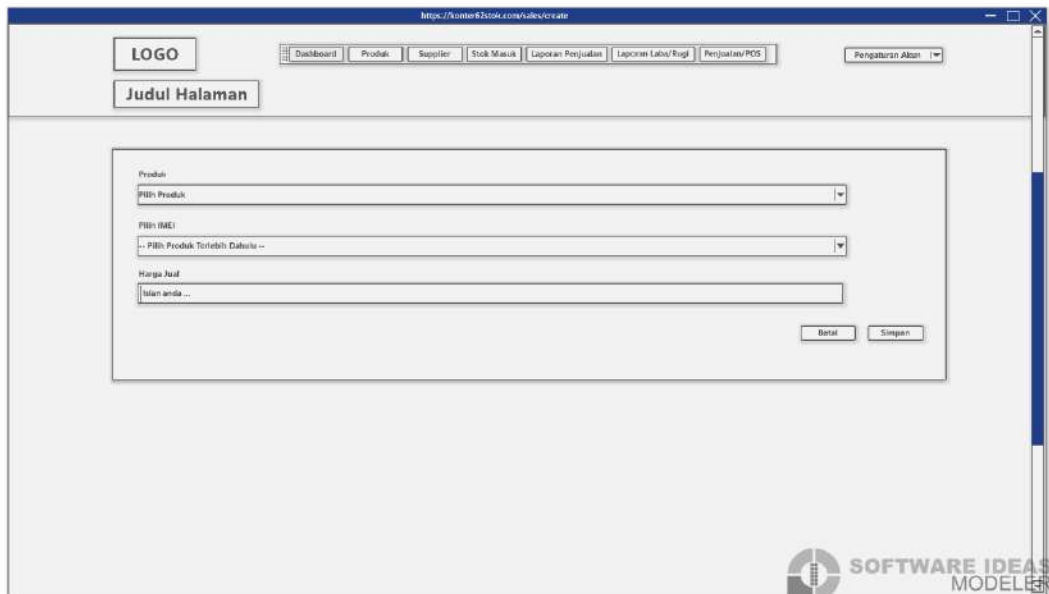 https://konter62stok.com/sales/create
LOGO
Dashboard Produk Supplier Stok Masuk Laporan Penjualan Laporan Laba/Rugi Penjualan/POS
Pengaturan Akun
Judul Halaman
Produk
Pilih Produk
Pilih IMEI
-- Pilih Produk Terlebih Dahulu --
Harga Jual
Isian anda ...
Batal Simpan
SOFTWARE IDEAS
MODELER